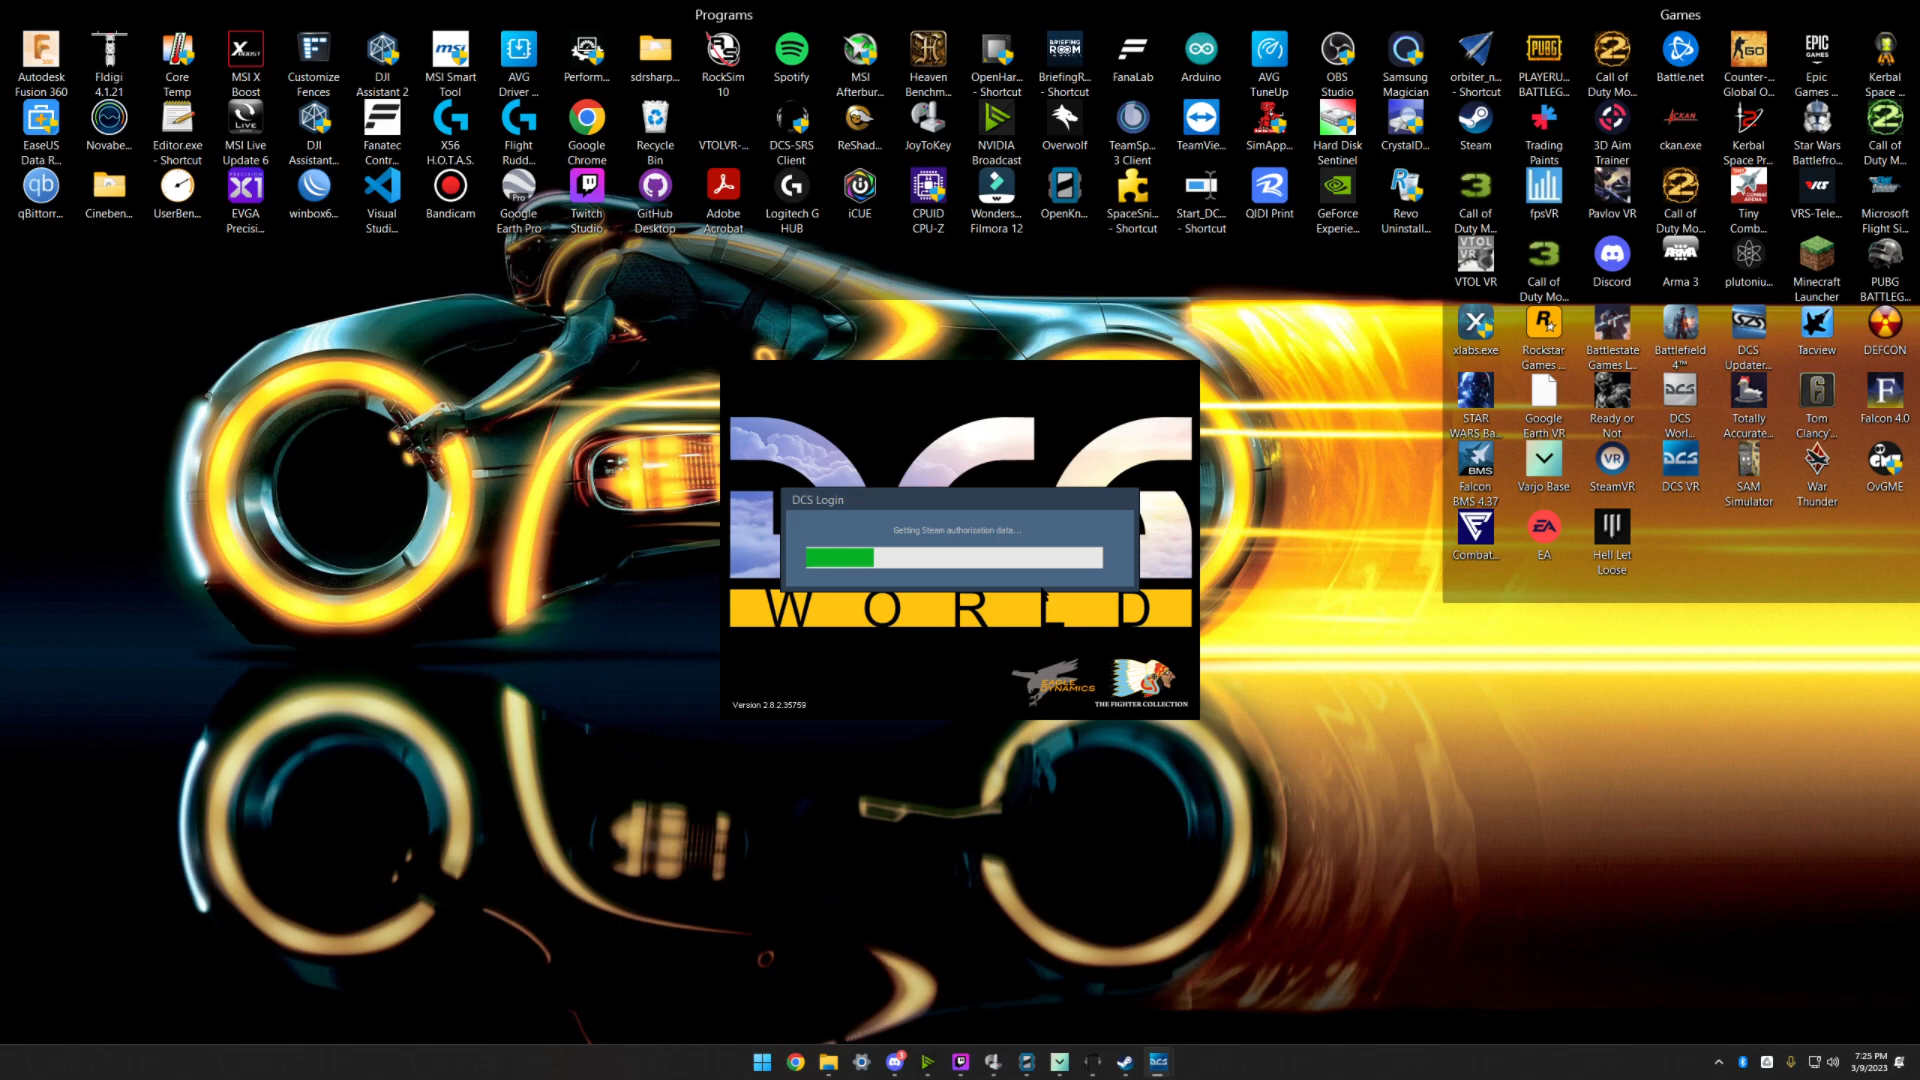 Programs
Games
Autodesk
Fusion 360
Fldigi
4.1.21
Core
Temp
MSI X
Boost
Customize
Fences
DJI
Assistant 2
MSI Smart
Tool
AVG
Driver ...
Perform...
sdrsharp...
RockSim
10
Spotify
MSI
Afterbur...
Heaven
Benchm...
OpenHar...
- Shortcut
BriefingR...
- Shortcut
FanaLab
Arduino
AVG
TuneUp
OBS
Studio
Samsung
Magician
orbiter_n...
- Shortcut
PLAYERU...
BATTLEG...
Call of
Duty Mo...
Battle.net
Counter-...
Global O...
Epic
Games ...
Kerbal
Space ...
EaseUS
Data R...
Novabe...
Editor.exe
- Shortcut
MSI Live
Update 6
DJI
Assistant...
Fanatec
Contr...
X56
H.O.T.A.S.
Flight
Rudd...
Google
Chrome
Recycle
Bin
VTOLVR-...
DCS-SRS
Client
ReShad...
JoyToKey
NVIDIA
Broadcast
Overwolf
TeamSp...
3 Client
TeamVie...
SimApp...
Hard Disk
Sentinel
CrystalD...
Steam
Trading
Paints
3D Aim
Trainer
ckan.exe
Kerbal
Space Pr...
Star Wars
Battlefro...
Call of
Duty M...
qBittorr...
Cineben...
UserBen...
EVGA
Precisi...
winbox6...
Visual
Studi...
Bandicam
Google
Earth Pro
Twitch
Studio
GitHub
Desktop
Adobe
Acrobat
Logitech G
HUB
iCUE
CPUID
CPU-Z
Wonders...
Filmora 12
OpenKn...
SpaceSni...
- Shortcut
Start_DC...
- Shortcut
QIDI Print
GeForce
Experie...
Revo
Uninstall...
Call of
Duty M...
fpsVR
Pavlov VR
Call of
Duty Mo...
Tiny
Comb...
VRS-Tele...
Microsoft
Flight Si...
VTOL VR
Call of
Duty Mo...
Discord
Arma 3
plutoniu...
Minecraft
Launcher
PUBG
BATTLEG...
xlabs.exe
Rockstar
Games ...
Battlestate
Games L...
Battlefield
4™
DCS
Updater...
Tacview
DEFCON
STAR
WARS Ba...
Google
Earth VR
Ready or
Not
DCS
Worl...
Totally
Accurate...
Tom
Clancy'...
Falcon 4.0
Falcon
BMS 4.37
Varjo Base
SteamVR
DCS VR
SAM
Simulator
War
Thunder
OvGME
Combat...
EA
Hell Let
Loose
DCS Login
Getting Steam authorization data...
WORLD
EAGLE
DYNAMICS
THE FIGHTER COLLECTION
Version 2.8.2.35759
7:25 PM
3/9/2023